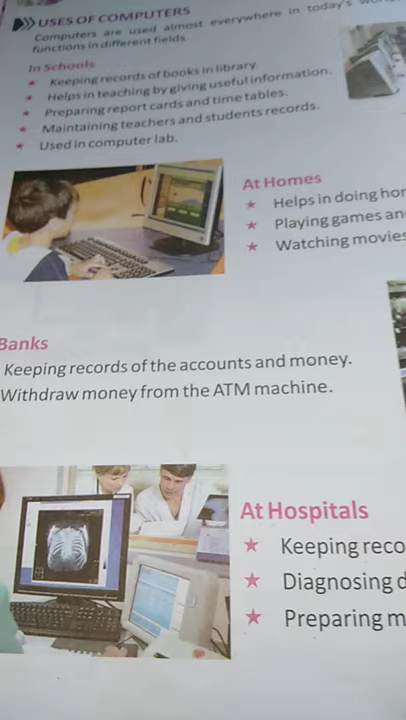 USES OF COMPUTERS
Computers are used almost everywhere in today's
functions in different fields.
In Schools
★ Keeping records of books in library.
★ Helps in teaching by giving useful information.
★ Preparing report cards and time tables.
★ Maintaining teachers and students records.
★ Used in computer lab.
At Homes
★ Helps in doing
★ Playing games
★ Watching movies
Banks
Keeping records of the accounts and money.
Withdraw money from the ATM machine.
At Hospitals
★ Keeping
★ Diagnosing
★ Preparing